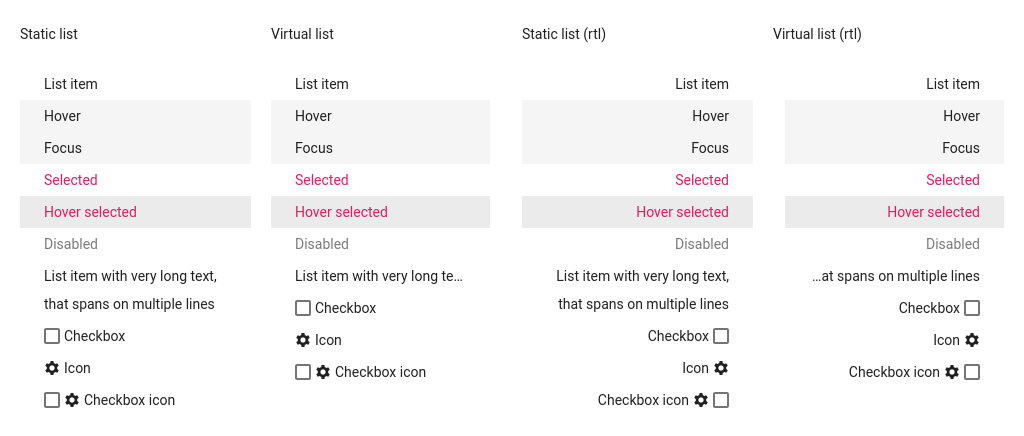 Static list
List item
Hover
Focus
Selected
Hover selected
Disabled
List item with very long text,
that spans on multiple lines
Checkbox
Icon
Checkbox icon
Virtual list
List item
Hover
Focus
Selected
Hover selected
Disabled
List item with very long te…
Checkbox
Icon
Checkbox icon
Static list (rtl)
List item
Hover
Focus
Selected
Hover selected
Disabled
List item with very long text,
that spans on multiple lines
Checkbox
Icon
Checkbox icon
Virtual list (rtl)
List item
Hover
Focus
Selected
Hover selected
Disabled
…at spans on multiple lines
Checkbox
Icon
Checkbox icon